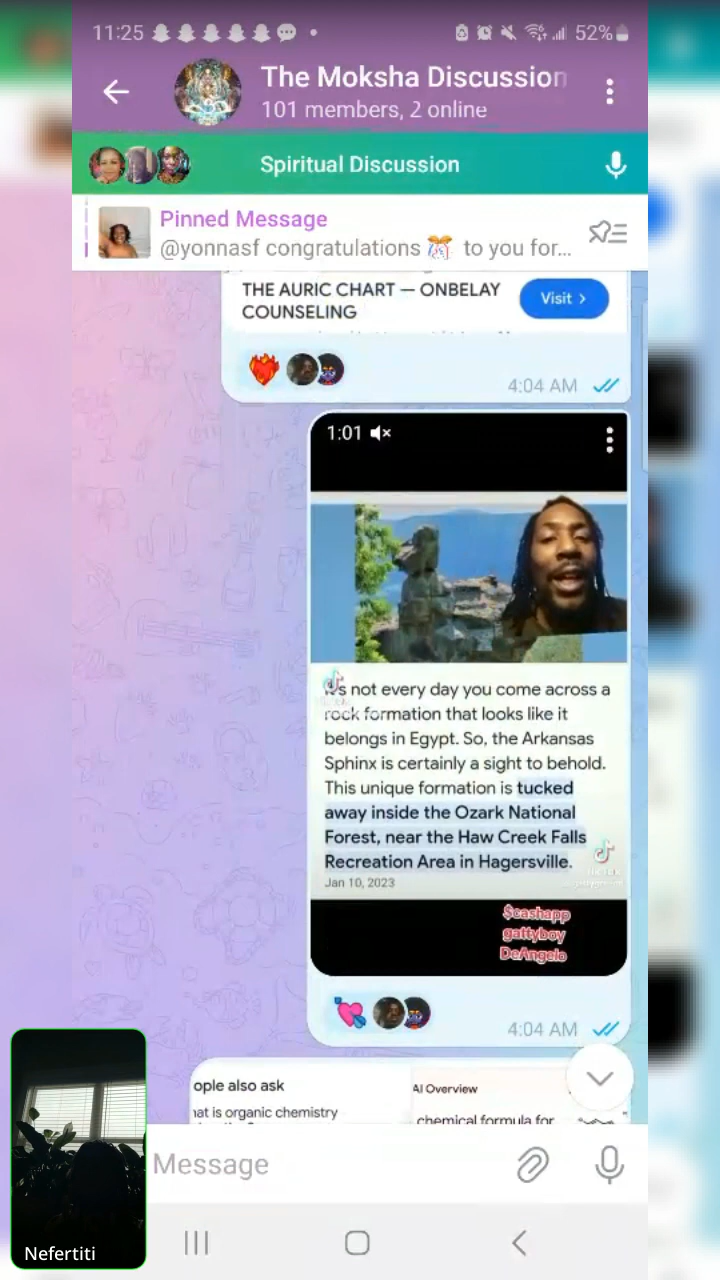 11:25
52%
The Moksha Discussion
101 members, 2 online
Spiritual Discussion
Pinned Message
@yonnasf congratulations 🎊 to you for...
THE AURIC CHART — ONBELAY
COUNSELING
Visit >
4:04 AM
1:01
It's not every day you come across a
rock formation that looks like it
belongs in Egypt. So, the Arkansas
Sphinx is certainly a sight to behold.
This unique formation is tucked
away inside the Ozark National
Forest, near the Haw Creek Falls
Recreation Area in Hagersville.
Jan 10, 2023
$cashapp
gattyboy
DeAngelo
4:04 AM
ople also ask
AI Overview
hat is organic chemistry
chemical formula for
Message
Nefertiti